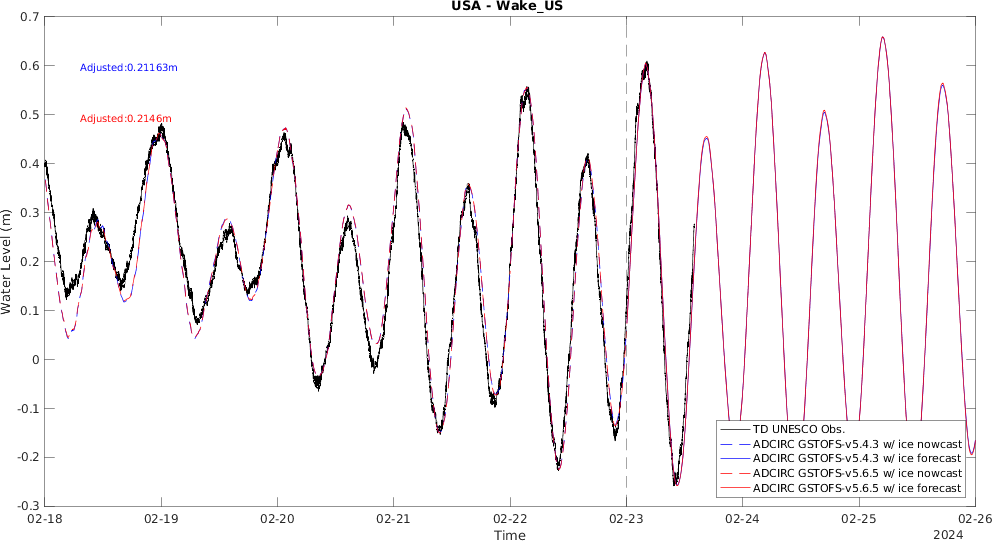 USA - Wake_US
0.7
0.6
0.5
0.4
0.3
0.2
0.1
0
-0.1
-0.2
-0.3
Water Level (m)
Adjusted:0.21163m
Adjusted:0.2146m
TD UNESCO Obs.
ADCIRC GSTOFS-v5.4.3 w/ ice nowcast
ADCIRC GSTOFS-v5.4.3 w/ ice forecast
ADCIRC GSTOFS-v5.6.5 w/ ice nowcast
ADCIRC GSTOFS-v5.6.5 w/ ice forecast
02-18 02-19 02-20 02-21 02-22 02-23 02-24 02-25 02-26
Time
2024